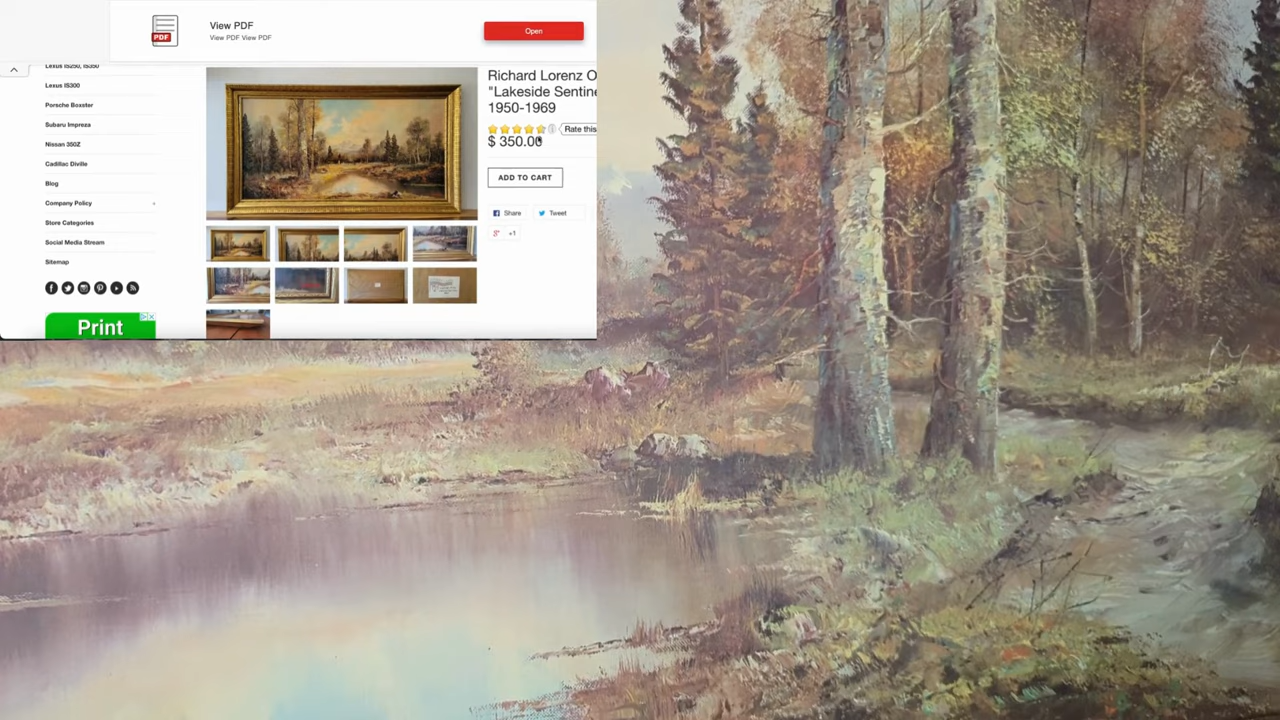 View PDF
View PDF View PDF
Open
PDF
Lexus IS250, IS350
Lexus IS300
Porsche Boxster
Subaru Impreza
Nissan 350Z
Cadillac Diville
Blog
Company Policy +
Store Categories
Social Media Stream
Sitemap
Print
Richard Lorenz O
"Lakeside Sentine
1950-1969
Rate this
$ 350.00
ADD TO CART
Share
Tweet
+1